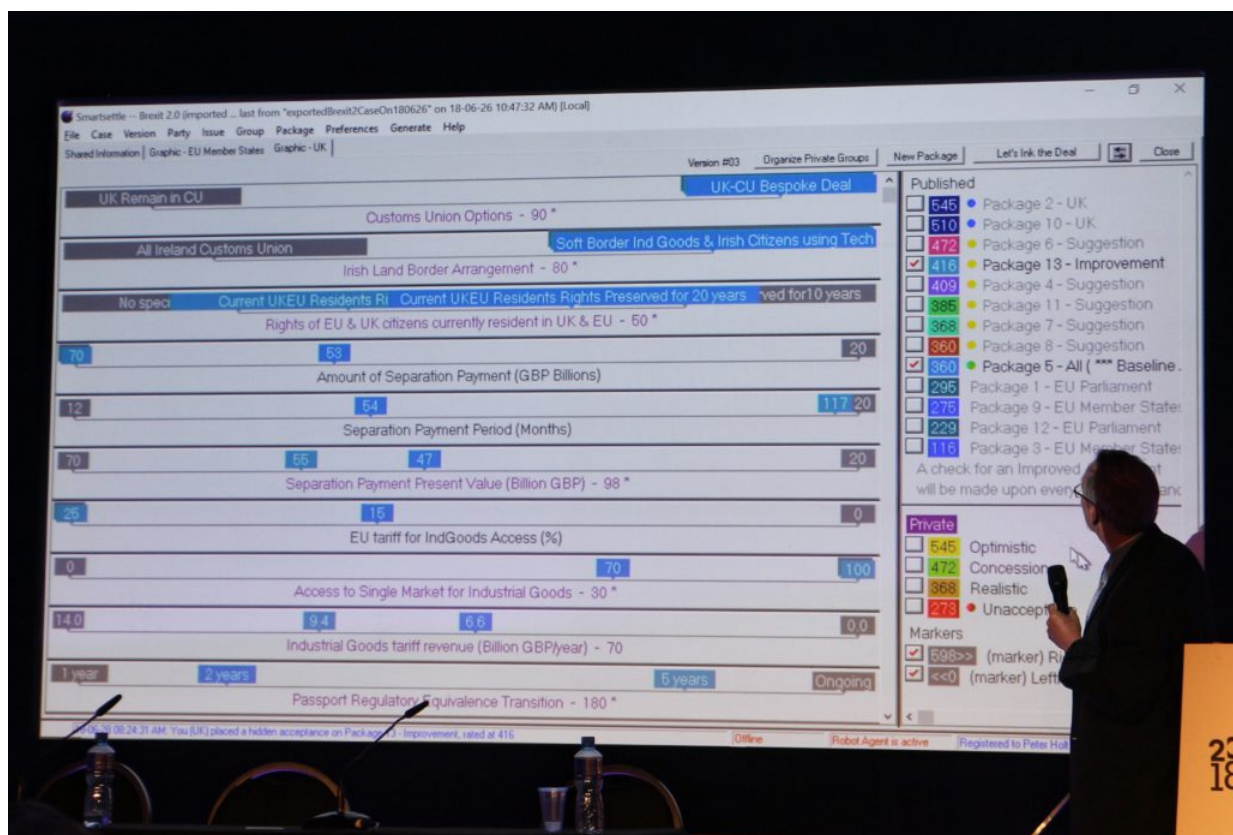 Smartsettle -- Brexit 2.0 (imported ... last from "exportedBrexit2CaseOn180626" on 18-06-26 10:47:32 AM) [Local]
File Case Version Party Issue Group Package Preferences Generate Help
Shared Information Graphic - EU Member States Graphic - UK
Version #03 Organize Private Groups New Package Let's Ink the Deal Close
UK Remain in CU UK-CU Bespoke Deal
Customs Union Options - 90 *
All Ireland Customs Union Soft Border Ind Goods & Irish Citizens using Tech
Irish Land Border Arrangement - 80 *
No speci Current UKEU Residents Ri Current UKEU Residents Rights Preserved for 20 years ved for10 years
Rights of EU & UK citizens currently resident in UK & EU - 50 *
70 53 20
Amount of Separation Payment (GBP Billions)
12 54 117 20
Separation Payment Period (Months)
70 55 47 20
Separation Payment Present Value (Billion GBP) - 98 *
25 15 0
EU tariff for IndGoods Access (%)
0 70 100
Access to Single Market for Industrial Goods - 30 *
14.0 9.4 6.6 0.0
Industrial Goods tariff revenue (Billion GBP/year) - 70
1 year 2 years 5 years Ongoing
Passport Regulatory Equivalence Transition - 180 *
Published
545 Package 2 - UK
510 Package 10 - UK
472 Package 6 - Suggestion
416 Package 13 - Improvement
409 Package 4 - Suggestion
385 Package 11 - Suggestion
368 Package 7 - Suggestion
360 Package 8 - Suggestion
360 Package 5 - All ( *** Baseline
295 Package 1 - EU Parliament
275 Package 9 - EU Member States
229 Package 12 - EU Parliament
116 Package 3 - EU Member States
A check for an Improved
will be made upon every
Private
545 Optimistic
472 Concession
368 Realistic
273 Unaccept
Markers
598>> (marker) Ri
<<0 (marker) Left
08:24:31 AM: You (UK) placed a hidden acceptance on Package 13 - Improvement, rated at 416 Offline Robot Agent is active Registered to Peter Holt
18